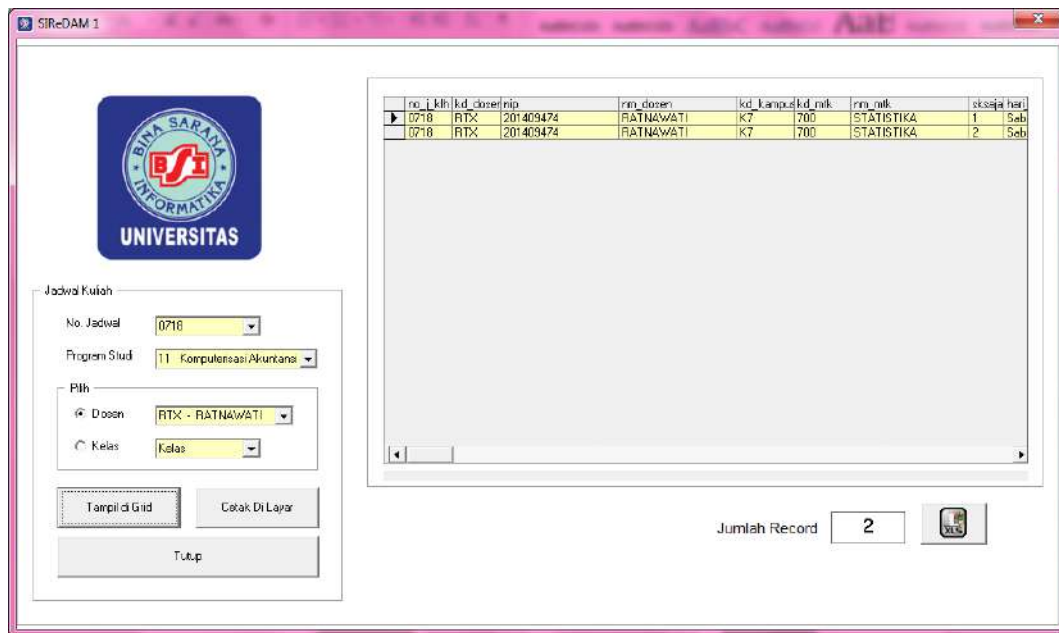 SIReDAM 1
no_j_klh kd_dosen nip nm_dosen kd_kampus kd_mtk nm_mtk sksaja hari
0718 RTX 201409474 RATNAWATI K7 700 STATISTIKA 1 Sab
0718 RTX 201409474 RATNAWATI K7 700 STATISTIKA 2 Sab
BINA SARANA
BSI
INFORMATIKA
UNIVERSITAS
Jadwal Kuliah
No. Jadwal 0718
Program Studi 11 Komputerisasi Akuntansi
Pilih
Dosen RTX - RATNAWATI
Kelas Kelas
Tampil di Grid Cetak Di Layar
Tutup
Jumlah Record 2